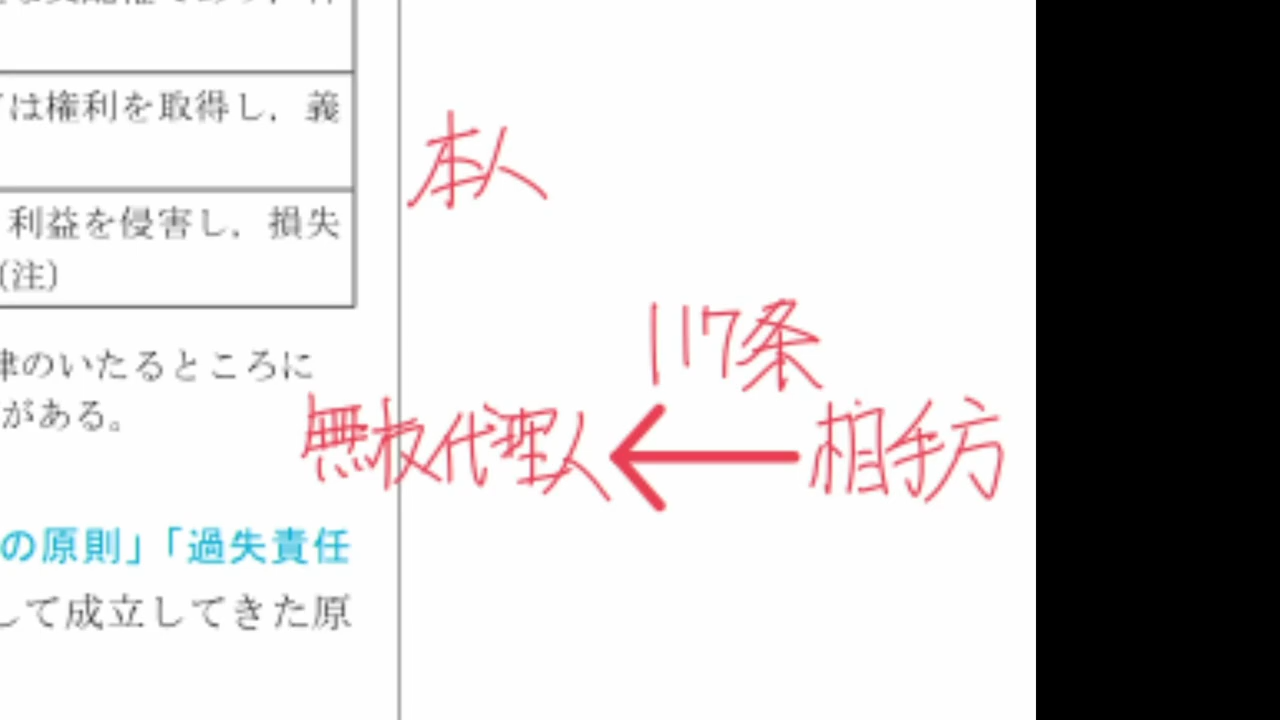 は権利を取得し，義
利益を侵害し，損失
(注)
律のいたるところに
がある。
の原則」「過失責任
して成立してきた原
本人
117条
無权代理人 ← 相手方